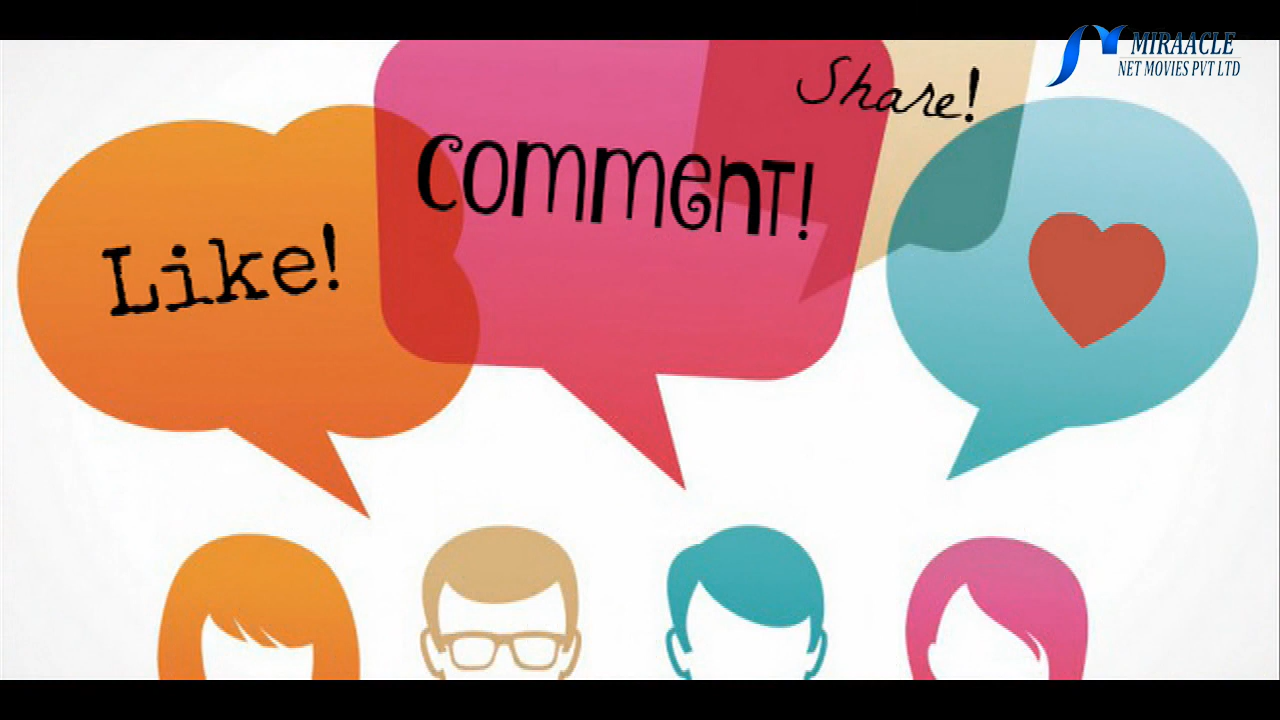 Like!
Comment!
Share!
MIRAACLE
NET MOVIES PVT LTD